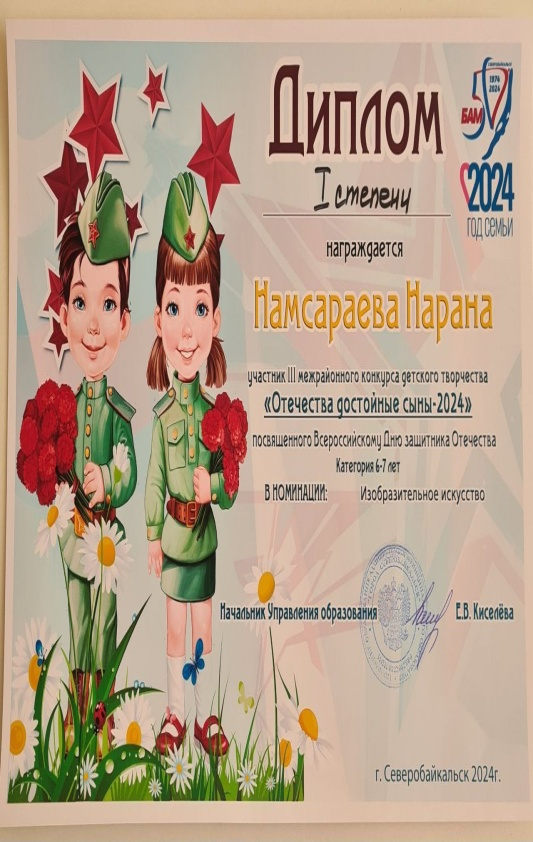 СЕВЕРОБАЙКАЛЬСК
1974
2024
БАМ 50
ДИПЛОМ
I степени
2024
ГОД СЕМЬИ
награждается
Намсараева Нарана
участник III межрайонного конкурса детского творчества
«Отечества достойные сыны-2024»
посвященного Всероссийскому Дню защитника Отечества
Категория 6-7 лет
В НОМИНАЦИИ: Изобразительное искусство
Начальник Управления образования Е.В. Киселёва
г. Северобайкальск 2024г.